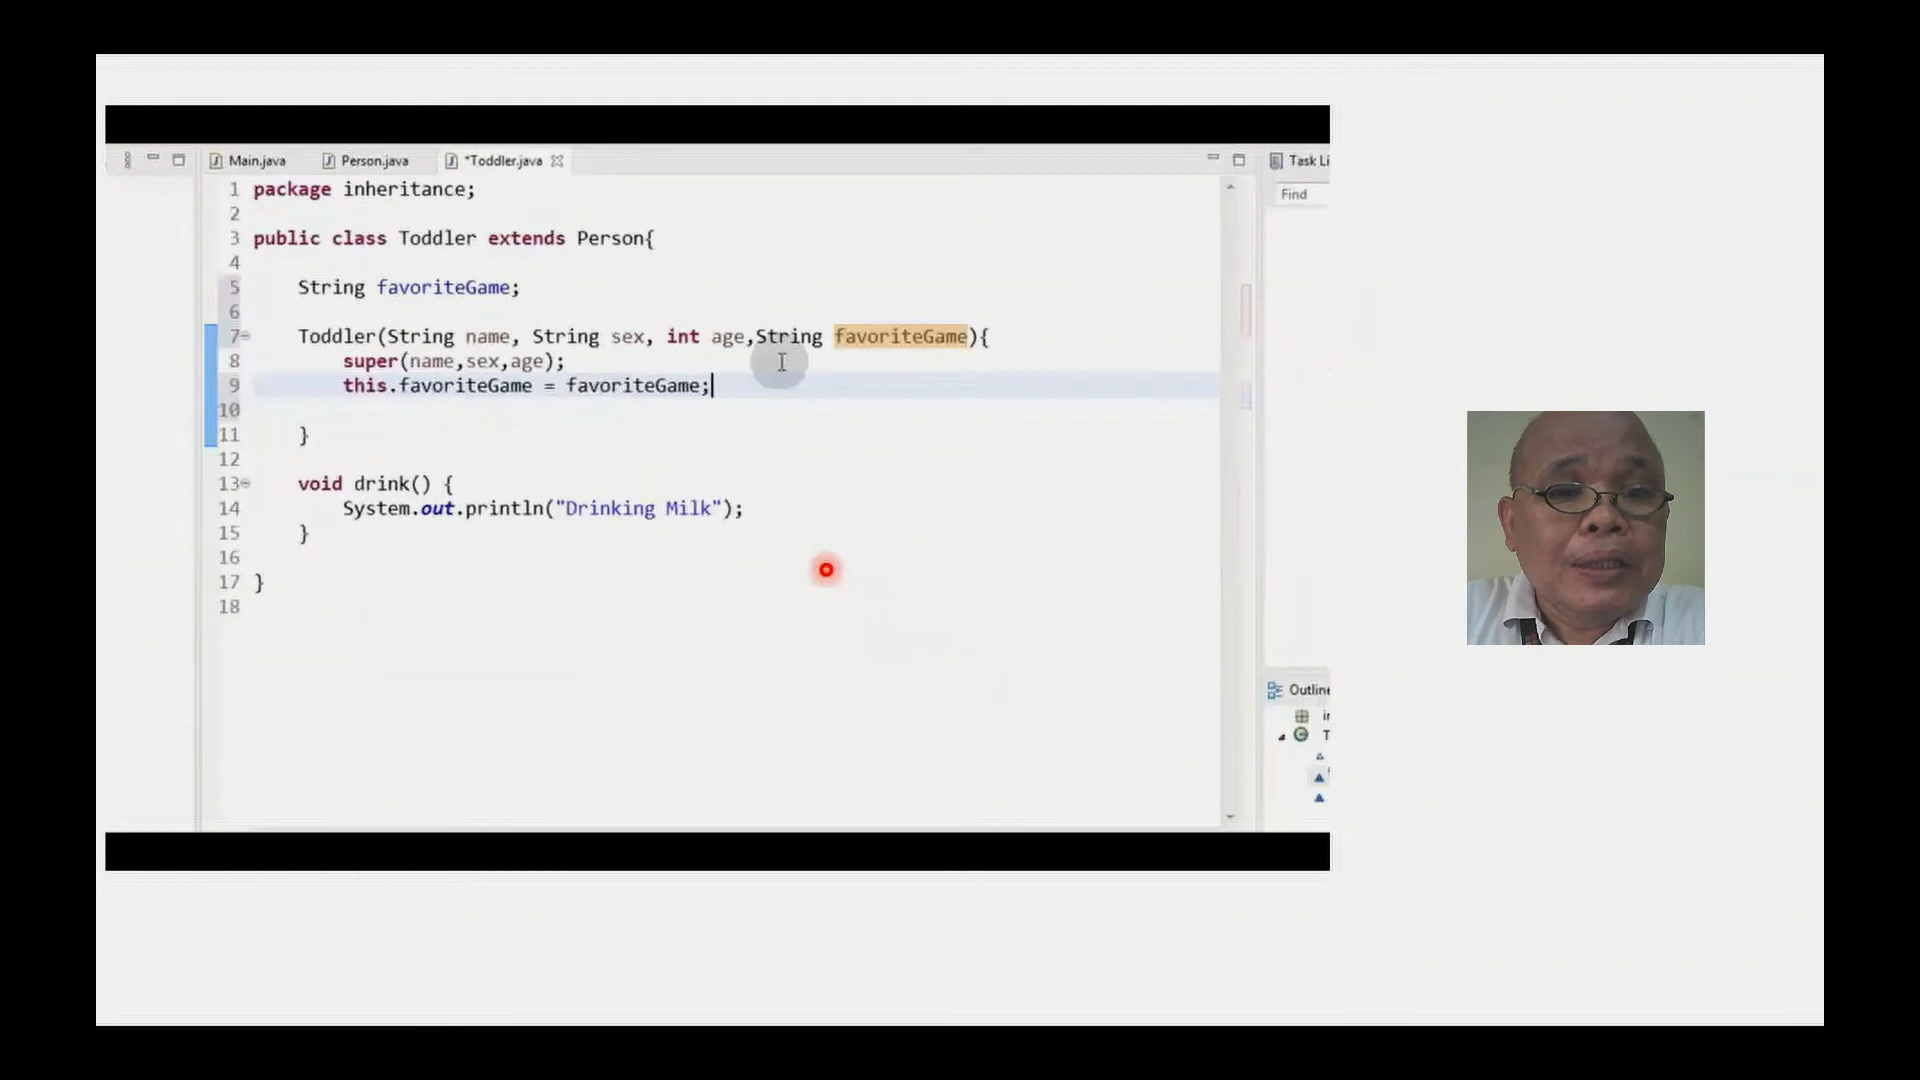 Main.java Person.java *Toddler.java Task Li
Find
1 package inheritance;
2
3 public class Toddler extends Person{
4
5 String favoriteGame;
6
7 Toddler(String name, String sex, int age,String favoriteGame){
8 super(name,sex,age);
9 this.favoriteGame = favoriteGame;
10
11 }
12
13 void drink() {
14 System.out.println("Drinking Milk");
15 }
16
17 }
18
Outline
ir
T